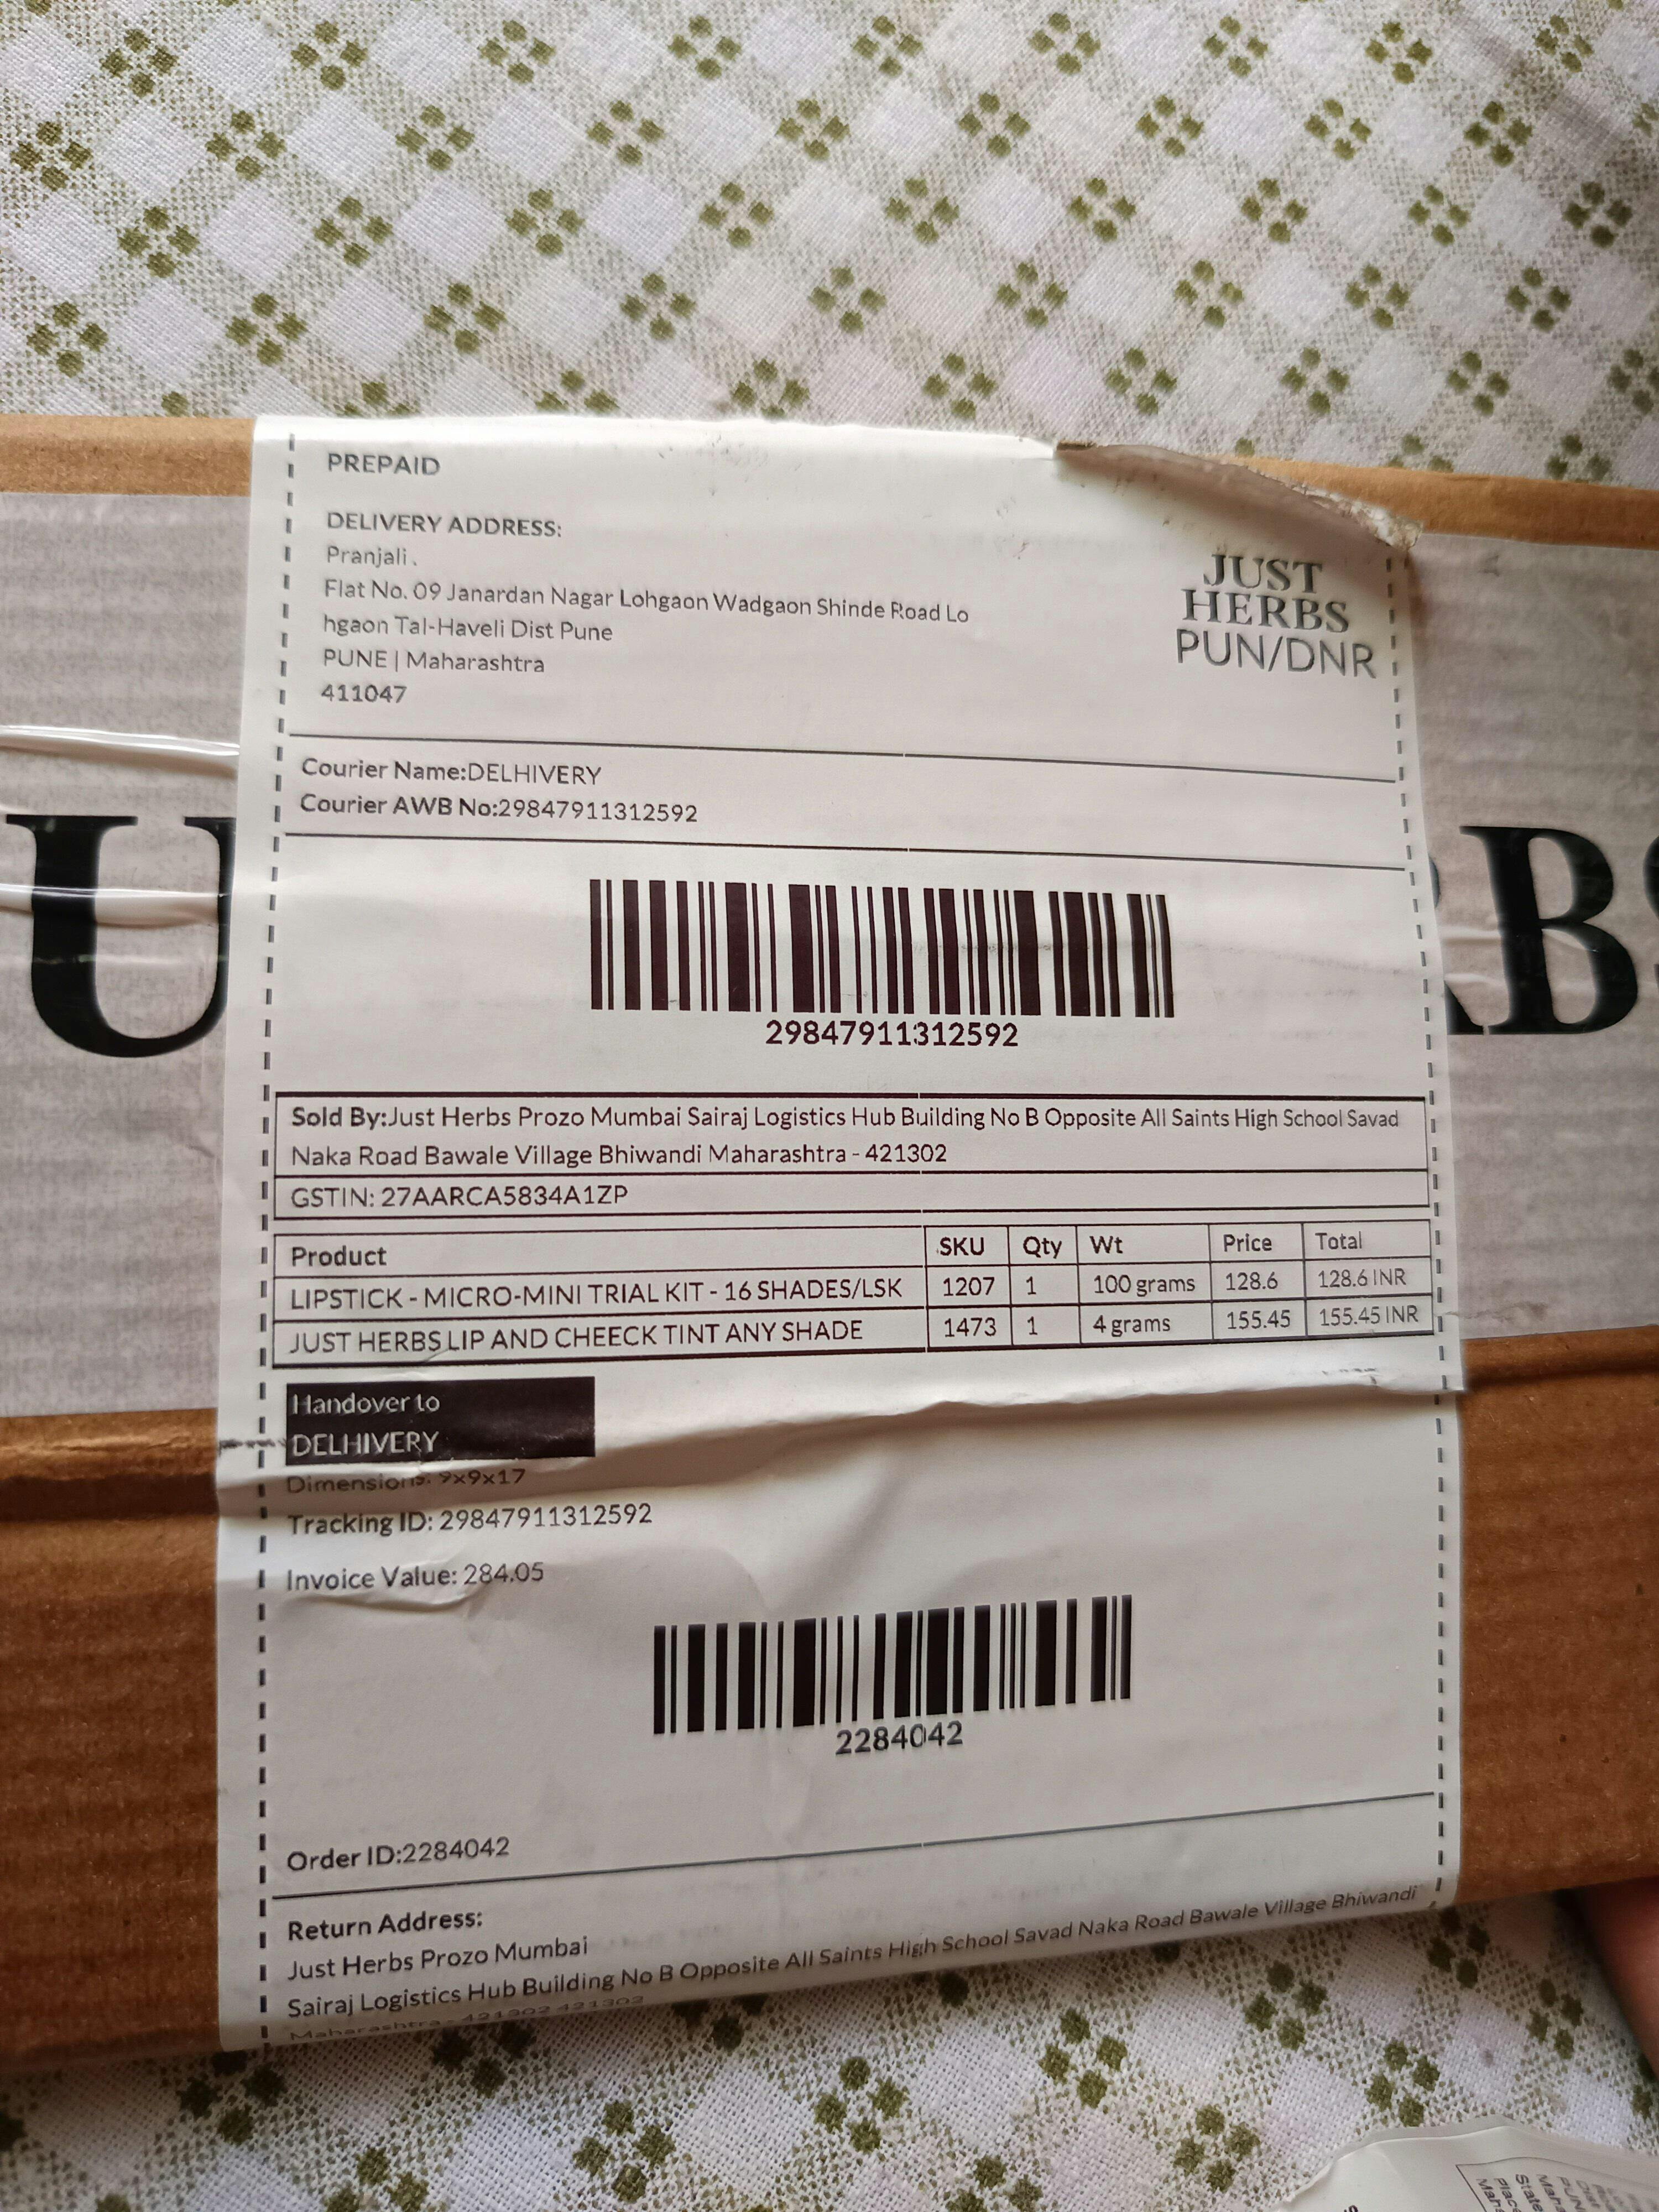 PREPAID
DELIVERY ADDRESS:
Pranjali .
Flat No. 09 Janardan Nagar Lohgaon Wadgaon Shinde Road Lo
hgaon Tal-Haveli Dist Pune
PUNE | Maharashtra
411047
JUST
HERBS
PUN/DNR
Courier Name:DELHIVERY
Courier AWB No:29847911312592
U
RBS
29847911312592
Sold By:Just Herbs Prozo Mumbai Sairaj Logistics Hub Building No B Opposite All Saints High School Savad
Naka Road Bawale Village Bhiwandi Maharashtra - 421302
GSTIN: 27AARCA5834A1ZP
Product SKU Qty Wt Price Total
LIPSTICK - MICRO-MINI TRIAL KIT - 16 SHADES/LSK 1207 1 100 grams 128.6 128.6 INR
JUST HERBS LIP AND CHEECK TINT ANY SHADE 1473 1 4 grams 155.45 155.45 INR
Handover to
DELHIVERY
Dimensions: 9x9x17
Tracking ID: 29847911312592
Invoice Value: 284.05
2284042
Order ID:2284042
Return Address:
Just Herbs Prozo Mumbai
Sairaj Logistics Hub Building No B Opposite All Saints High School Savad Naka Road Bawale Village Bhiwandi
Maharashtra - 421302 421302